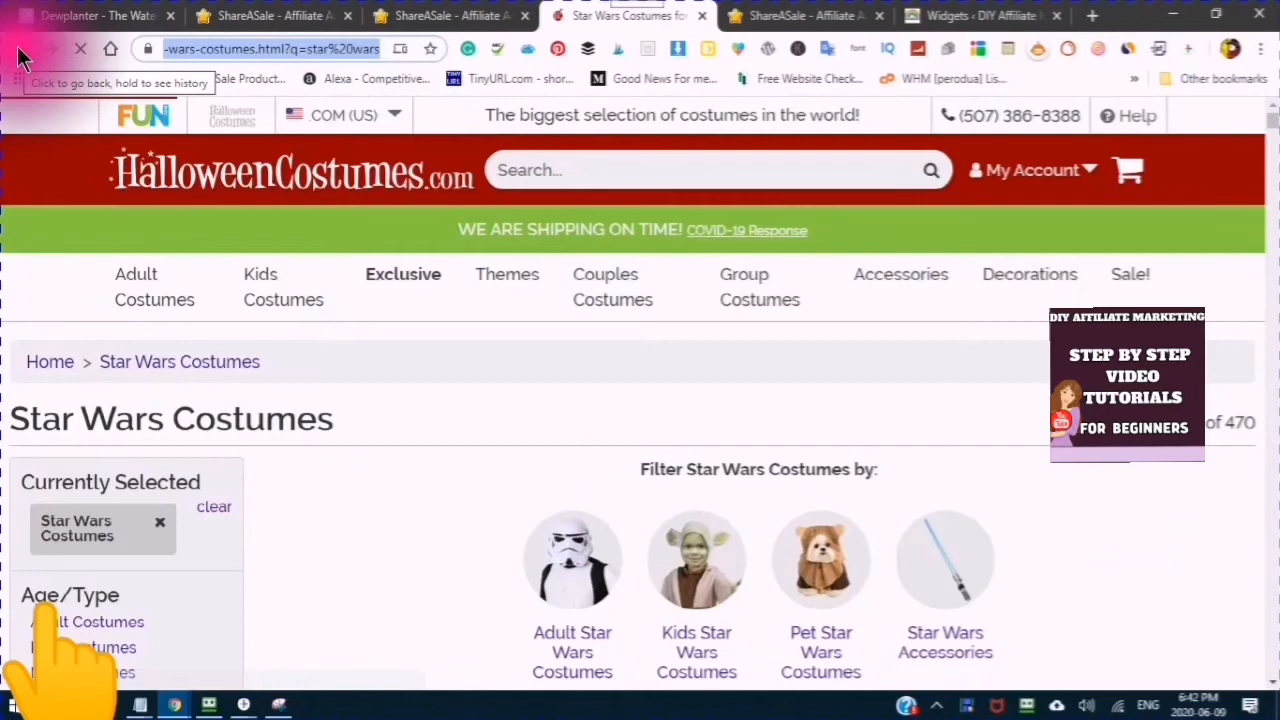 Dewplanter - The Wate
ShareASale - Affiliate AV
ShareASale - Affiliate A
Star Wars Costumes fo
ShareASale - Affiliate A
Widgets ‹ DIY Affiliate M
-wars-costumes.html?q=star%20wars
Click to go back, hold to see history
Sale Product...
Alexa - Competitive...
TinyURL.com - shor...
Good News For me...
Free Website Check...
WHM [perodua] Lis...
Other bookmarks
FUN
Halloween Costumes
.COM (US)
The biggest selection of costumes in the world!
(507) 386-8388
Help
HalloweenCostumes.com
Search...
My Account
WE ARE SHIPPING ON TIME! COVID-19 Response
Adult Costumes
Kids Costumes
Exclusive
Themes
Couples Costumes
Group Costumes
Accessories
Decorations
Sale!
DIY AFFILIATE MARKETING
STEP BY STEP
VIDEO
TUTORIALS
FOR BEGINNERS
Home > Star Wars Costumes
Star Wars Costumes
of 470
Currently Selected
clear
Star Wars
Costumes
Filter Star Wars Costumes by:
Age/Type
Adult Costumes
Adult Star
Wars
Costumes
Kids Star
Wars
Costumes
Pet Star
Wars
Costumes
Star Wars
Accessories
ENG
6:42 PM
2020-06-09